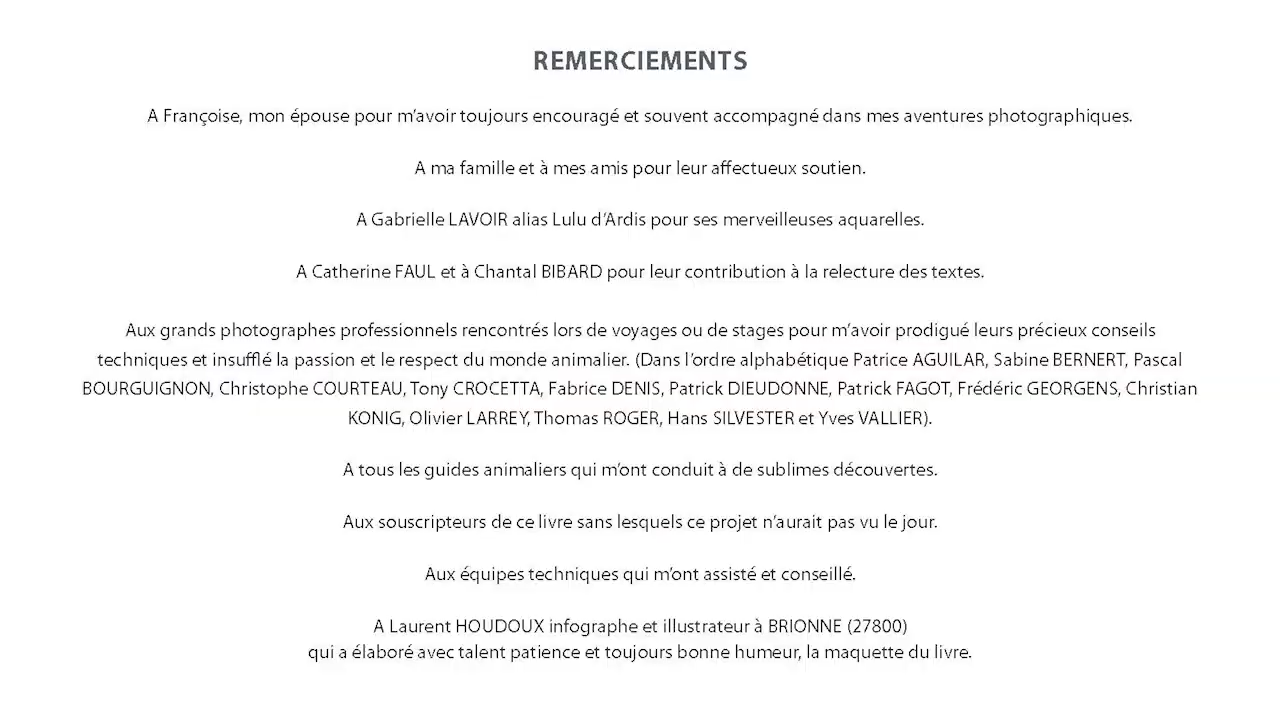 REMERCIEMENTS
A Françoise, mon épouse pour m’avoir toujours encouragé et souvent accompagné dans mes aventures photographiques.
A ma famille et à mes amis pour leur affectueux soutien.
A Gabrielle LAVOIR alias Lulu d’Ardis pour ses merveilleuses aquarelles.
A Catherine FAUL et à Chantal BIBARD pour leur contribution à la relecture des textes.
Aux grands photographes professionnels rencontrés lors de voyages ou de stages pour m’avoir prodigué leurs précieux conseils
techniques et insufflé la passion et le respect du monde animalier. (Dans l’ordre alphabétique Patrice AGUILAR, Sabine BERNERT, Pascal
BOURGUIGNON, Christophe COURTEAU, Tony CROCETTA, Fabrice DENIS, Patrick DIEUDONNE, Patrick FAGOT, Frédéric GEORGENS, Christian
KONIG, Olivier LARREY, Thomas ROGER, Hans SILVESTER et Yves VALLIER).
A tous les guides animaliers qui m’ont conduit à de sublimes découvertes.
Aux souscripteurs de ce livre sans lesquels ce projet n’aurait pas vu le jour.
Aux équipes techniques qui m’ont assisté et conseillé.
A Laurent HOUDOUX infographe et illustrateur à BRIONNE (27800)
qui a élaboré avec talent patience et toujours bonne humeur, la maquette du livre.